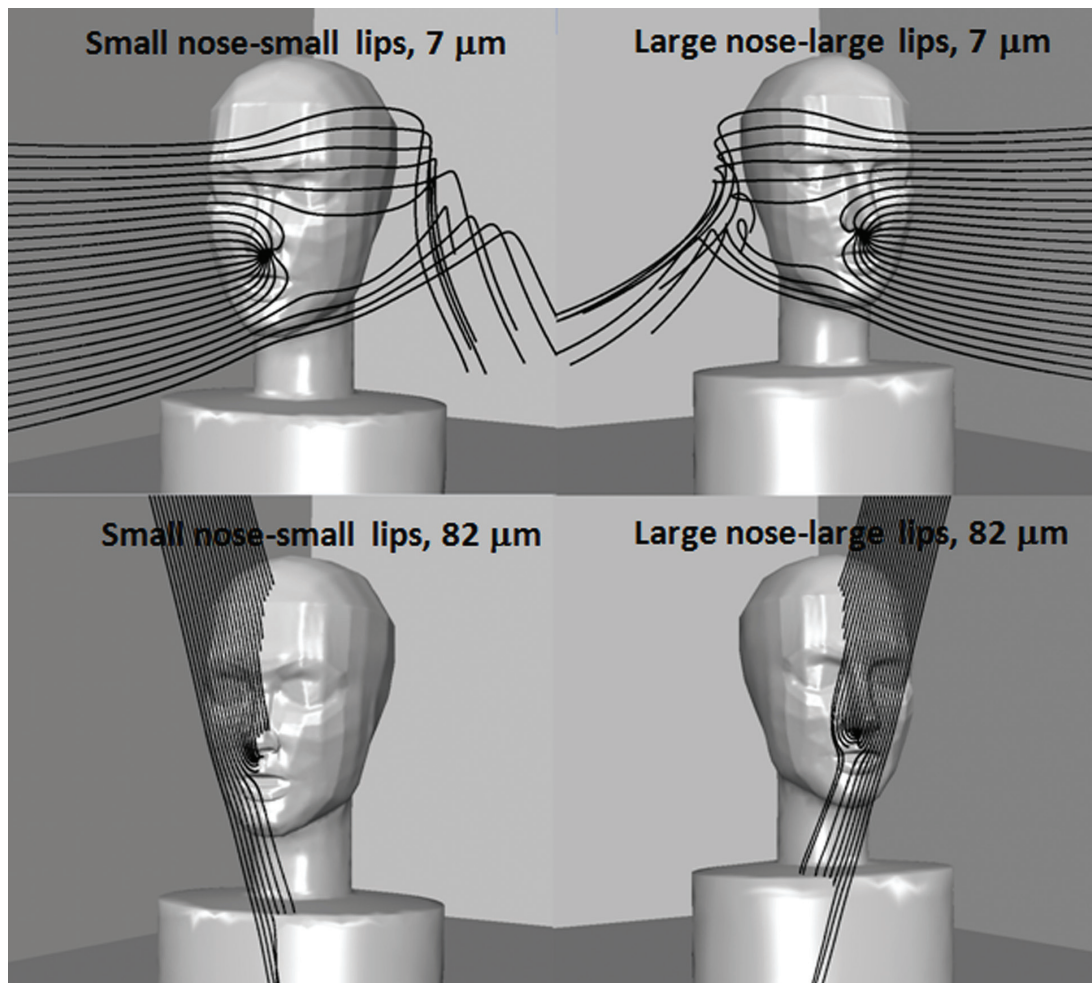 Small nose-small lips, 7 μm
Large nose-large lips, 7 μm
Small nose-small lips, 82 μm
Large nose-large lips, 82 μm